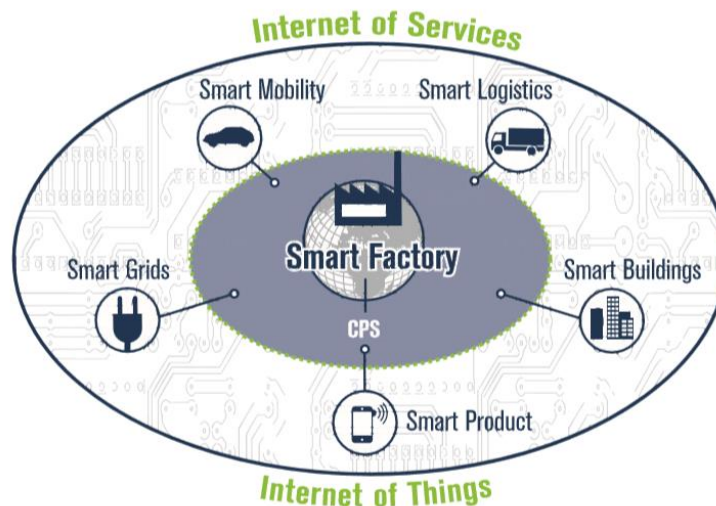 Internet of Services
Smart Mobility
Smart Logistics
Smart Factory
Smart Grids
Smart Buildings
CPS
Smart Product
Internet of Things